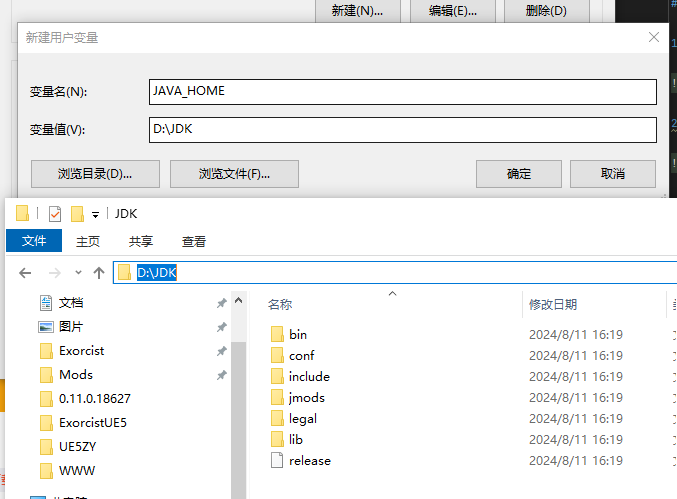 新建(N)... 编辑(E)... 删除(D)
新建用户变量
变量名(N): JAVA_HOME
变量值(V): D:\JDK
浏览目录(D)... 浏览文件(F)... 确定 取消
JDK
文件 主页 共享 查看
D:\JDK
文档
图片
Exorcist
Mods
0.11.0.18627
ExorcistUE5
UE5ZY
WWW
名称 修改日期
bin 2024/8/11 16:19
conf 2024/8/11 16:19
include 2024/8/11 16:19
jmods 2024/8/11 16:19
legal 2024/8/11 16:19
lib 2024/8/11 16:19
release 2024/8/11 16:19